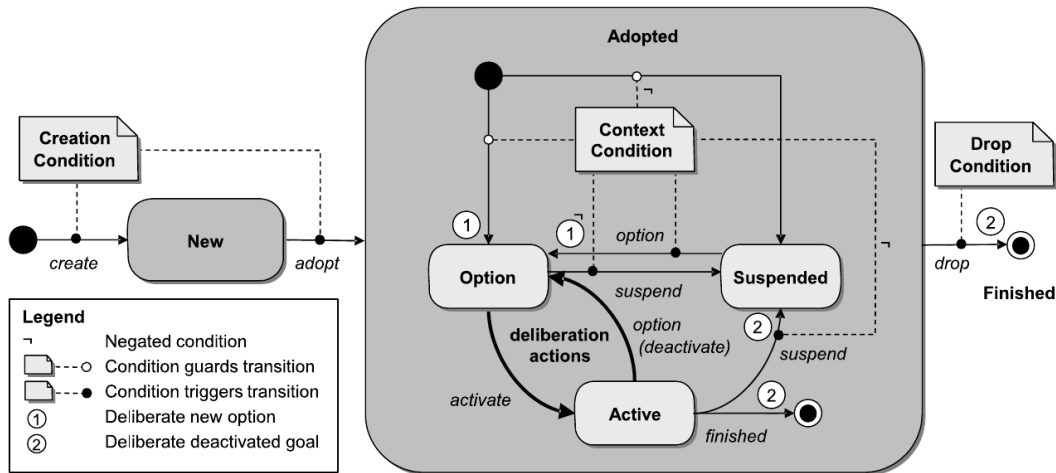 Adopted
Creation
Condition
Context
Condition
Drop
Condition
¬
¬
¬
1
1
2
2
2
create
New
adopt
Option
option
suspend
Suspended
drop
Finished
deliberation
actions
option
(deactivate)
suspend
activate
Active
finished
Legend
¬ Negated condition
Condition guards transition
Condition triggers transition
1 Deliberate new option
2 Deliberate deactivated goal